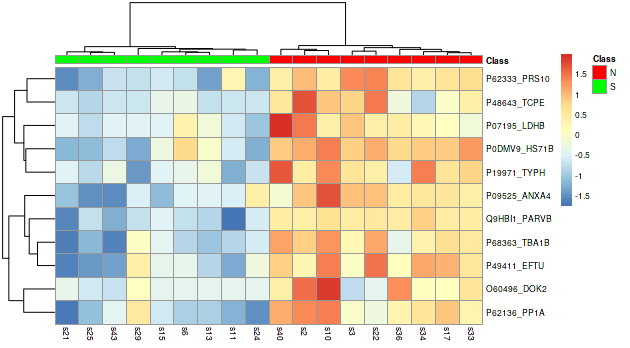 Class
P62333_PRS10
P48643_TCPE
P07195_LDHB
P0DMV9_HS71B
P19971_TYPH
P09525_ANXA4
Q9HBI1_PARVB
P68363_TBA1B
P49411_EFTU
O60496_DOK2
P62136_PP1A
s21 s25 s43 s29 s15 s6 s13 s11 s24 s40 s2 s10 s3 s22 s36 s34 s17 s33
1.5
1
0.5
0
-0.5
-1
-1.5
Class
N
S